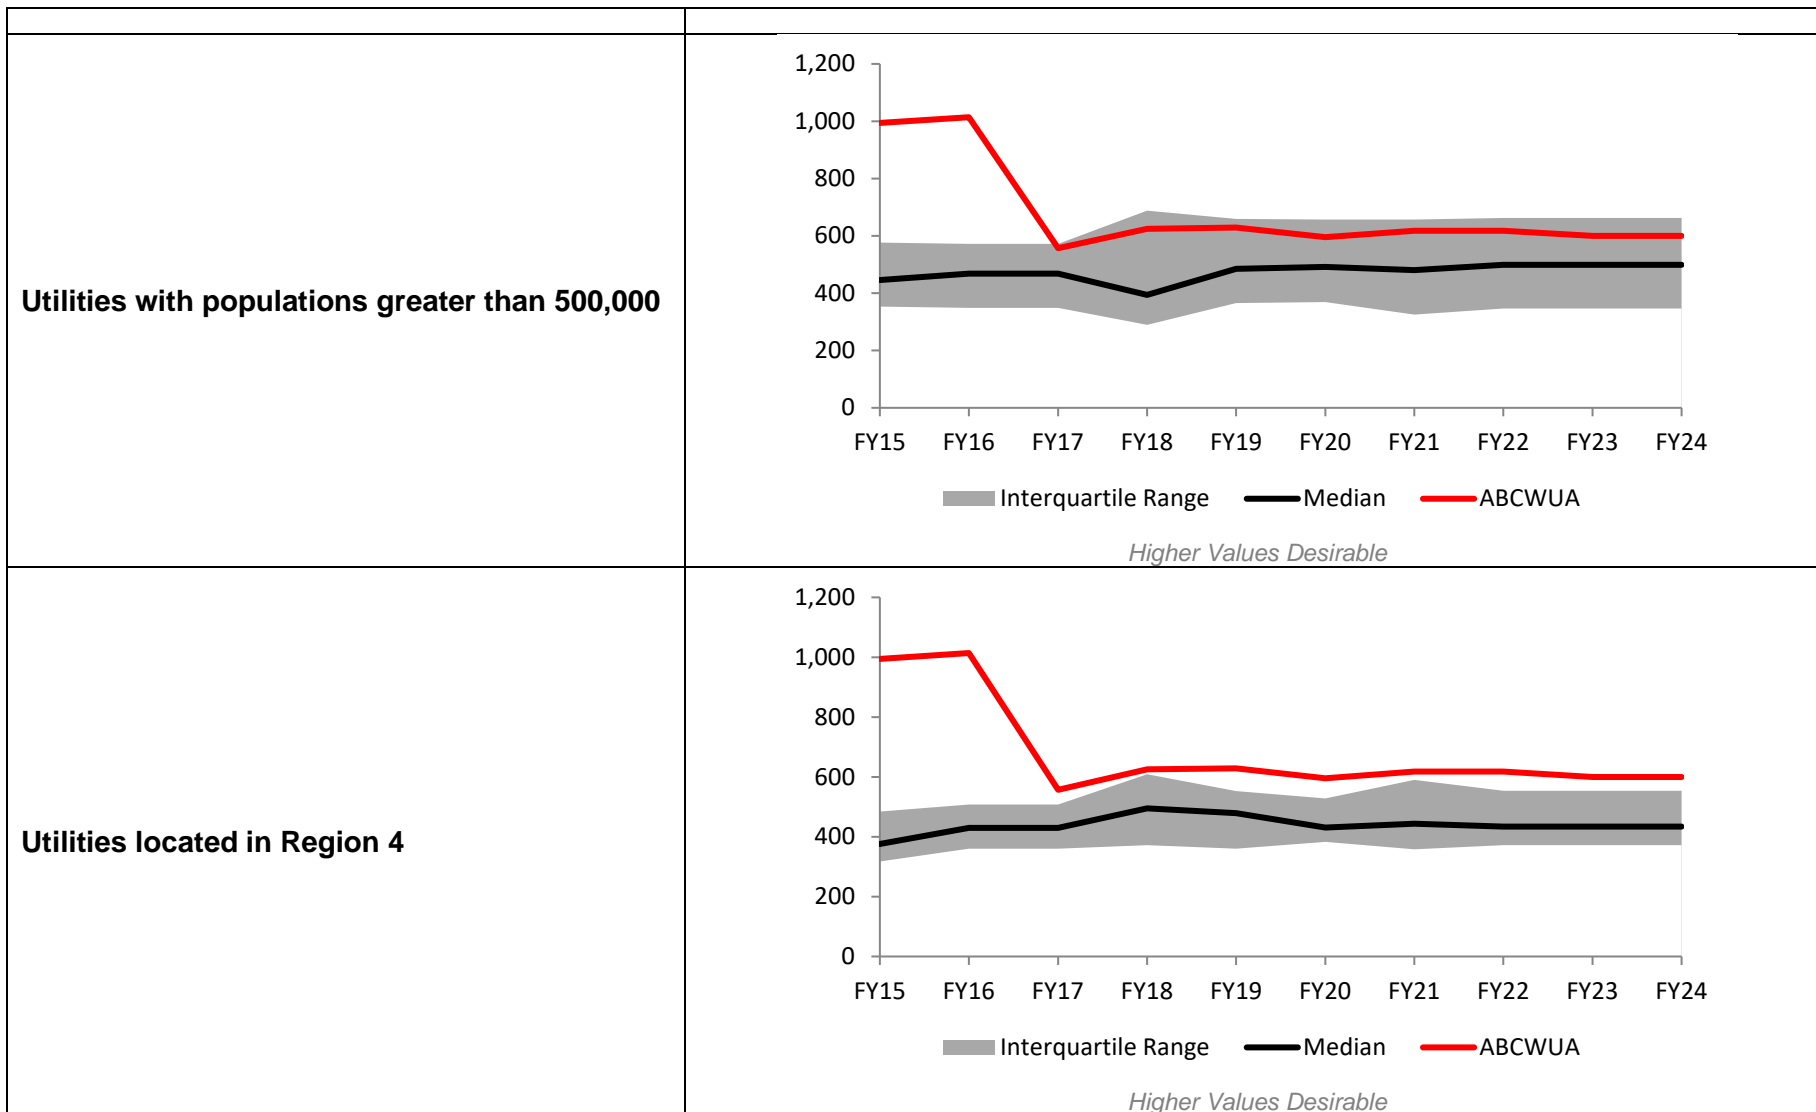 Utilities with populations greater than 500,000
1,200
1,000
800
600
400
200
0
FY15 FY16 FY17 FY18 FY19 FY20 FY21 FY22 FY23 FY24
Interquartile Range Median ABCWUA
Higher Values Desirable
Utilities located in Region 4
1,200
1,000
800
600
400
200
0
FY15 FY16 FY17 FY18 FY19 FY20 FY21 FY22 FY23 FY24
Interquartile Range Median ABCWUA
Higher Values Desirable